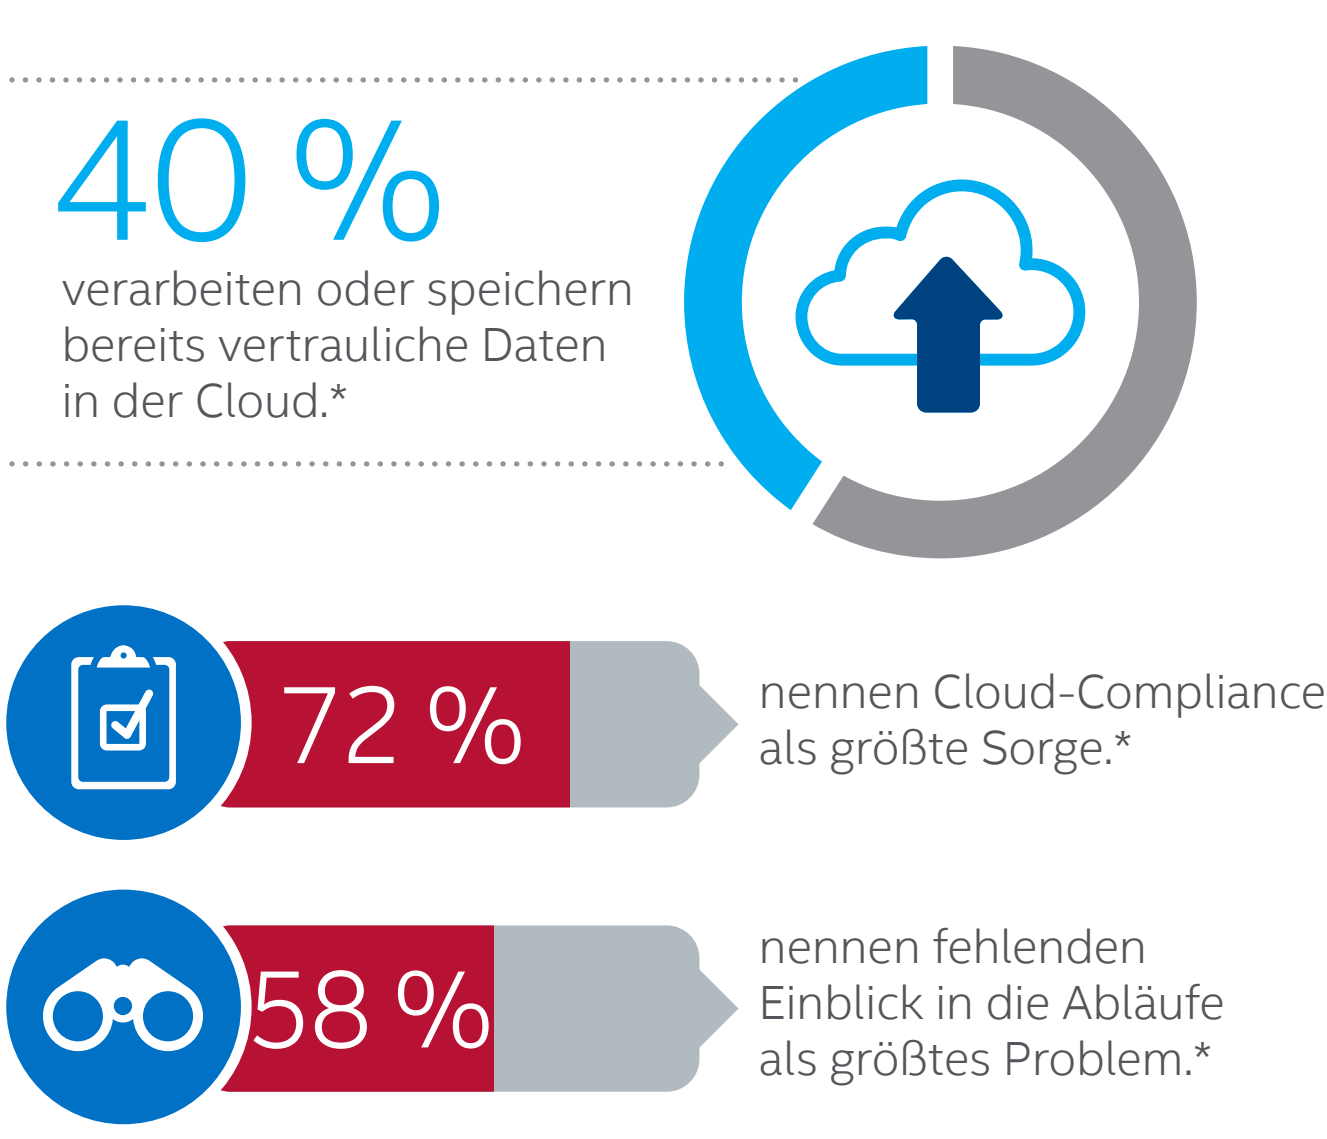 40 %
verarbeiten oder speichern
bereits vertrauliche Daten
in der Cloud.*
72 %
nennen Cloud-Compliance
als größte Sorge.*
58 %
nennen fehlenden
Einblick in die Abläufe
als größtes Problem.*